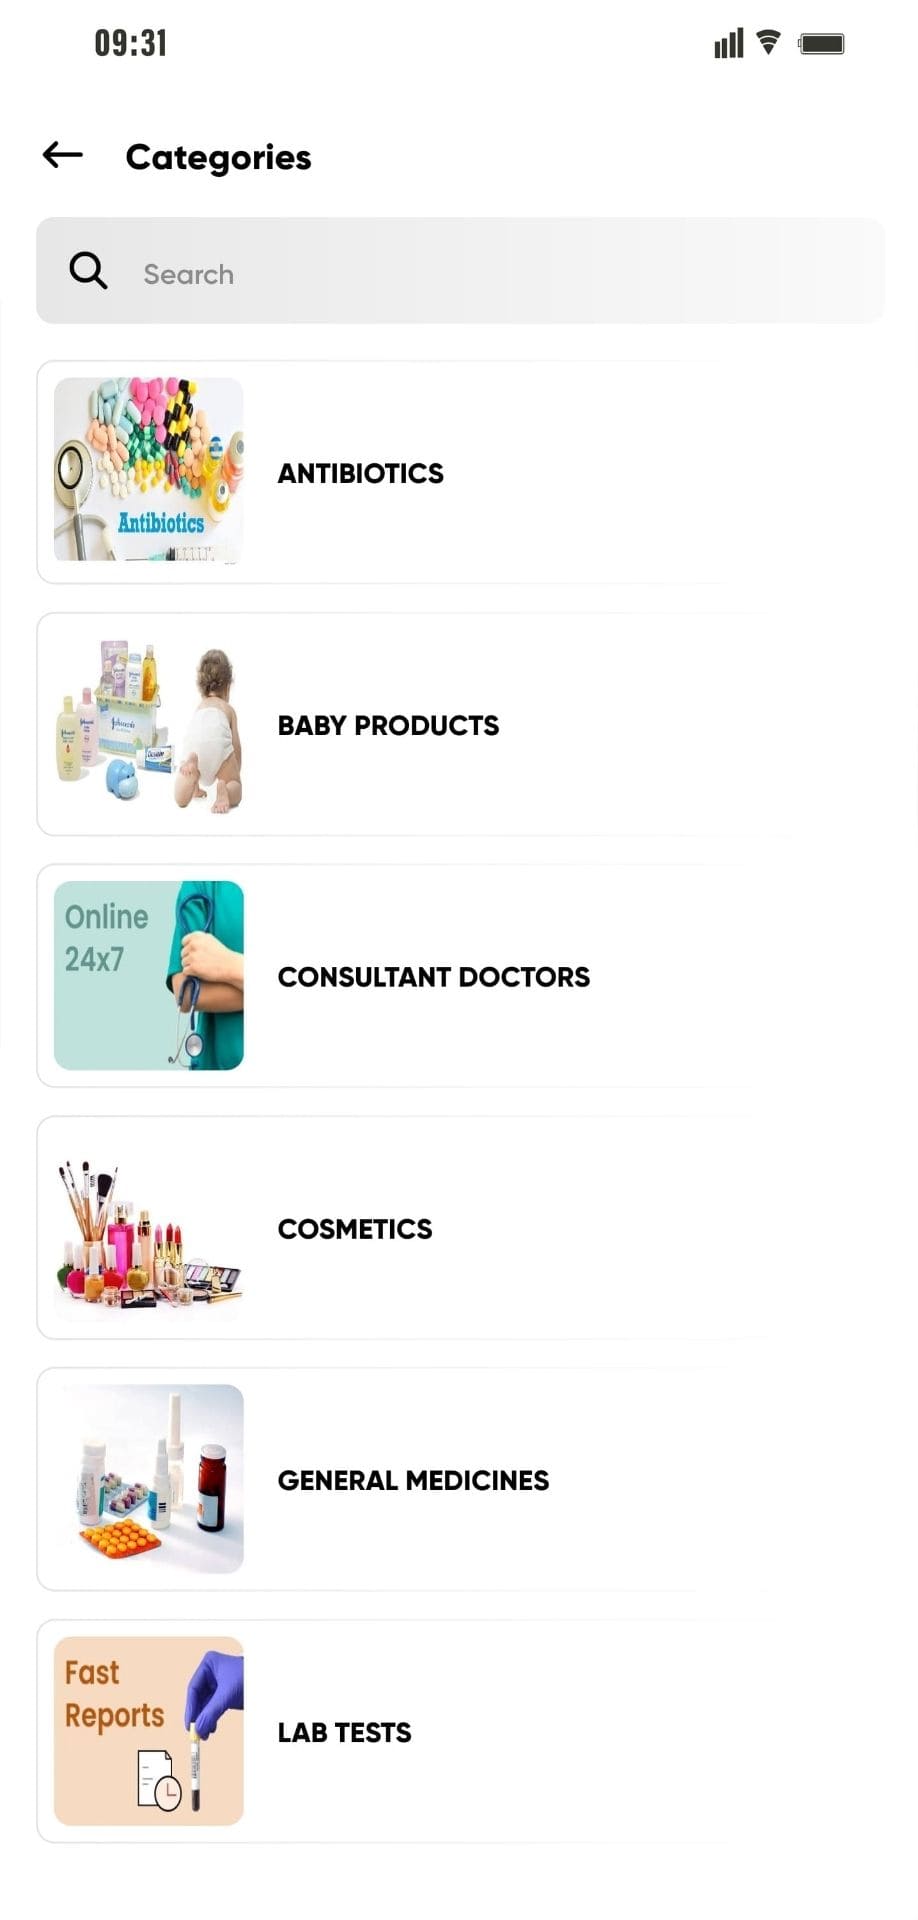 09:31
Categories
Search
Antibiotics
ANTIBIOTICS
Johnson's
BABY PRODUCTS
Online
24x7
CONSULTANT DOCTORS
COSMETICS
GENERAL MEDICINES
Fast
Reports
LAB TESTS